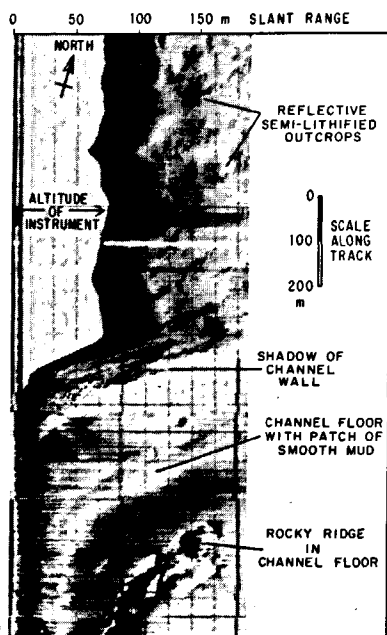 0 50 100 150 m SLANT RANGE
NORTH
REFLECTIVE
SEMI-LITHIFIED
OUTCROPS
ALTITUDE
OF
INSTRUMENT
0
100
200
m
SCALE
ALONG
TRACK
SHADOW OF
CHANNEL
WALL
CHANNEL FLOOR
WITH PATCH OF
SMOOTH MUD
ROCKY RIDGE
IN
CHANNEL FLOOR